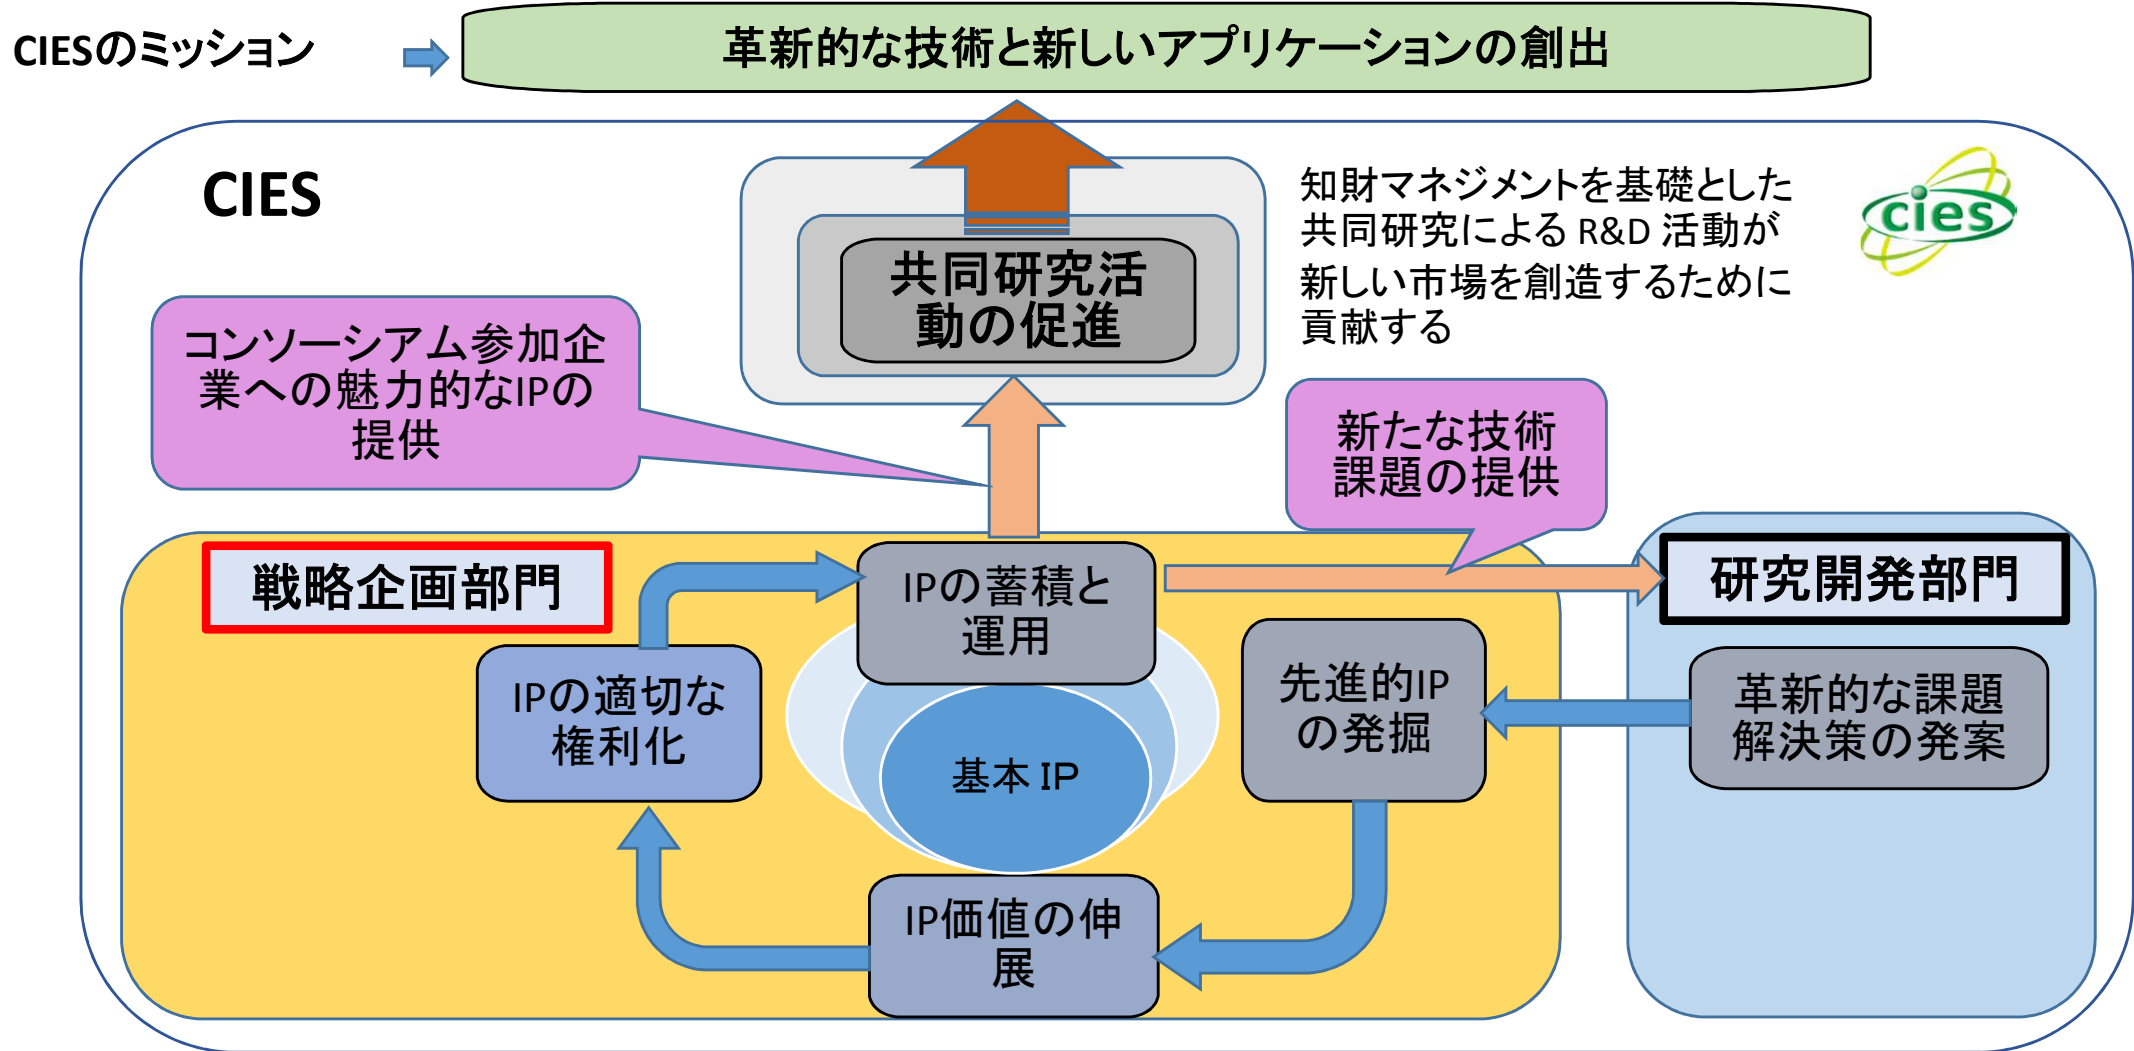 CIESのミッション
革新的な技術と新しいアプリケーションの創出
CIES
知財マネジメントを基礎とした
共同研究による R&D 活動が
新しい市場を創造するために
貢献する
cies
共同研究活
動の促進
コンソーシアム参加企
業への魅力的なIPの
提供
新たな技術
課題の提供
戦略企画部門
IPの蓄積と
運用
研究開発部門
IPの適切な
権利化
先進的IP
の発掘
革新的な課題
解決策の発案
基本 IP
IP価値の伸
展